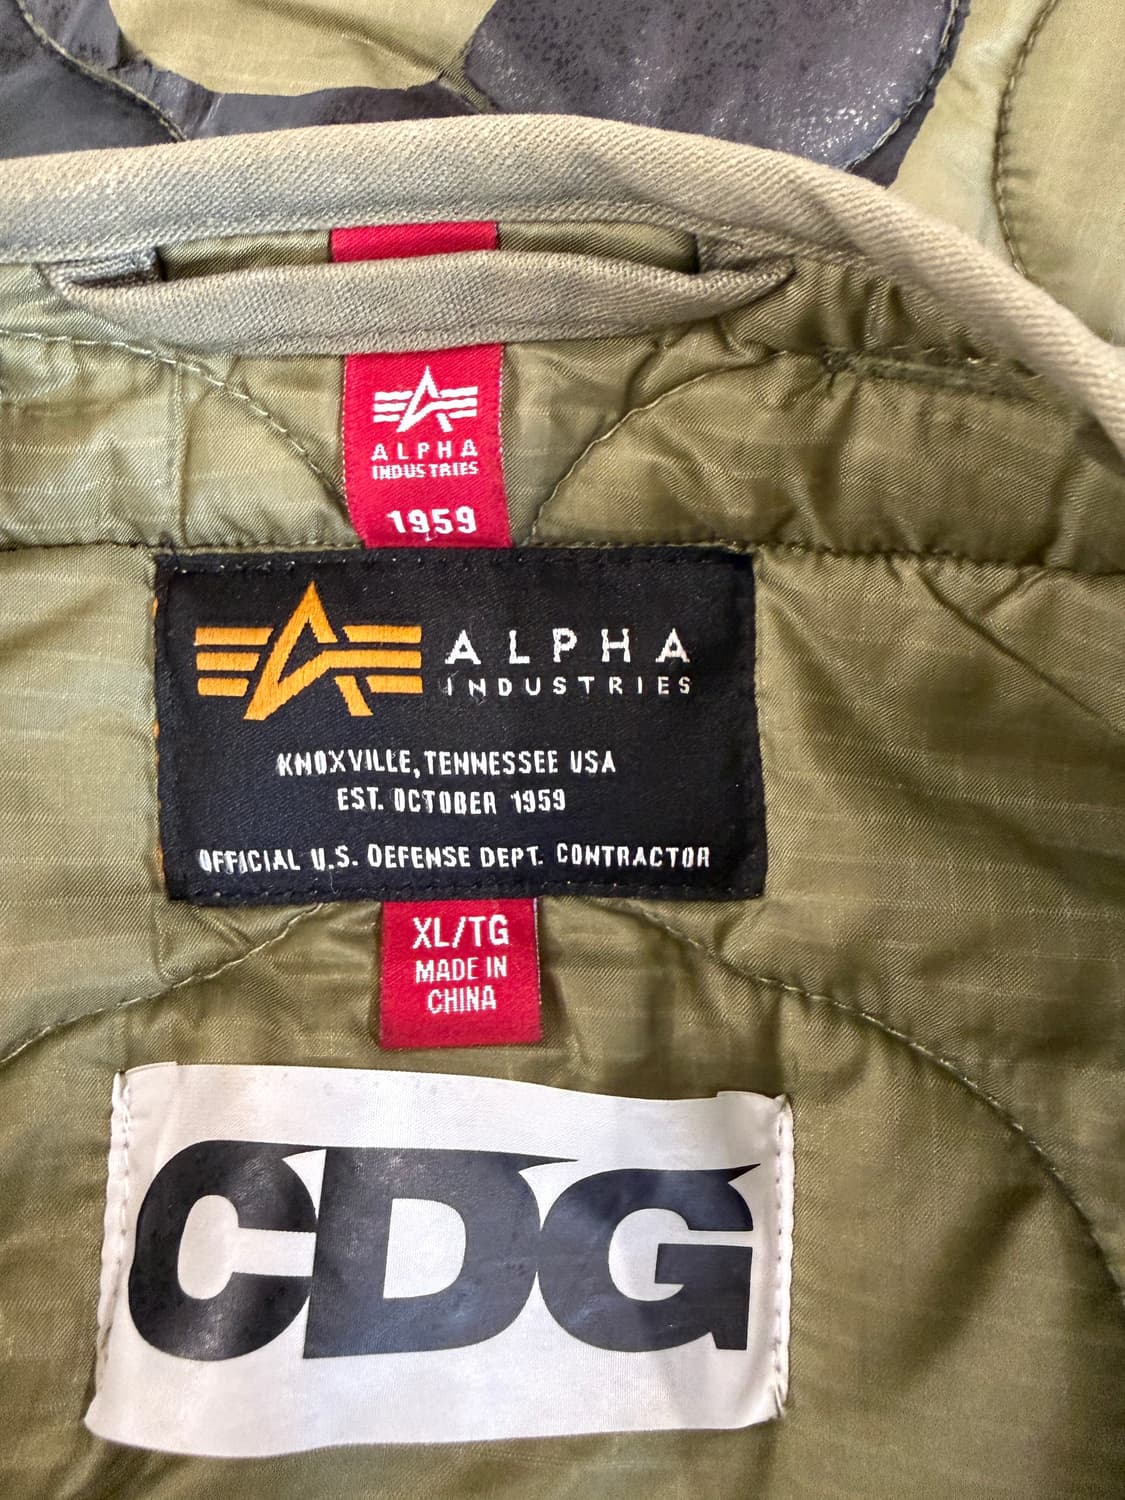 ALPHA
INDUSTRIES
1959
ALPHA
INDUSTRIES
KNOXVILLE, TENNESSEE USA
EST. OCTOBER 1959
OFFICIAL U.S. DEFENSE DEPT. CONTRACTOR
XL/TG
MADE IN
CHINA
CDG